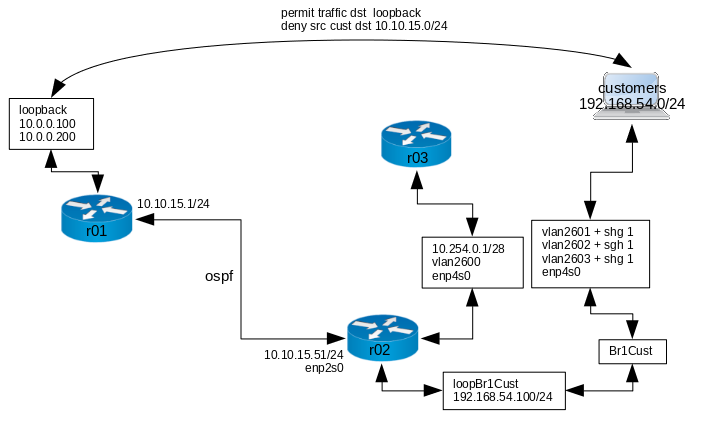 permit traffic dst  loopback
deny src cust dst 10.10.15.0/24
customers
192.168.54.0/24
loopback
10.0.0.100
10.0.0.200
r03
10.10.15.1/24
r01
10.254.0.1/28
vlan2600
enp4s0
vlan2601 + shg 1
vlan2602 + sgh 1
vlan2603 + shg 1
enp4s0
ospf
r02
10.10.15.51/24
enp2s0
Br1Cust
loopBr1Cust
192.168.54.100/24